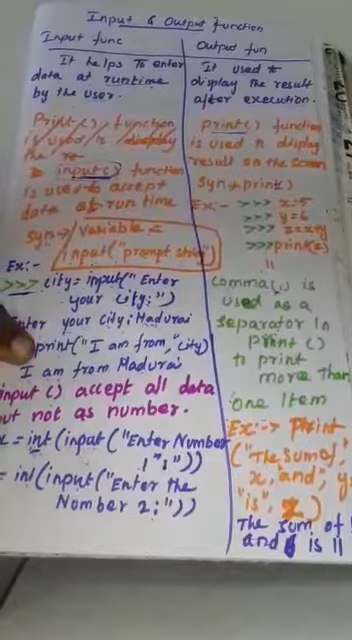 Input & Output function
Input func
It helps to enter
data at runtime
by the user.
Print() function
is used n display
the re
input() function
is used to accept
data at run time
Syn→ Variable =
input("prompt string")
Ex:-
>>> city= input("Enter
your city:")
Enter your city: Madurai
print("I am from", city)
I am from Madurai
input() accept all data
but not as number.
x = int(input("Enter Number
1":"))
= int(input("Enter the
Number 2:"))
Output fun
It used to
display the result
after execution.
print() function
is used n display
result on the screen
Syn→ print()
Ex:- >>> x=5
>>> y=6
>>> z=x+y
>>> print(z)
11
comma(,) is
used as a
separator in
print()
to print
more than
one item
Ex:-> print
("The sum of",
x, "and", y,
"is", z)
The sum of 5
and 6 is 11